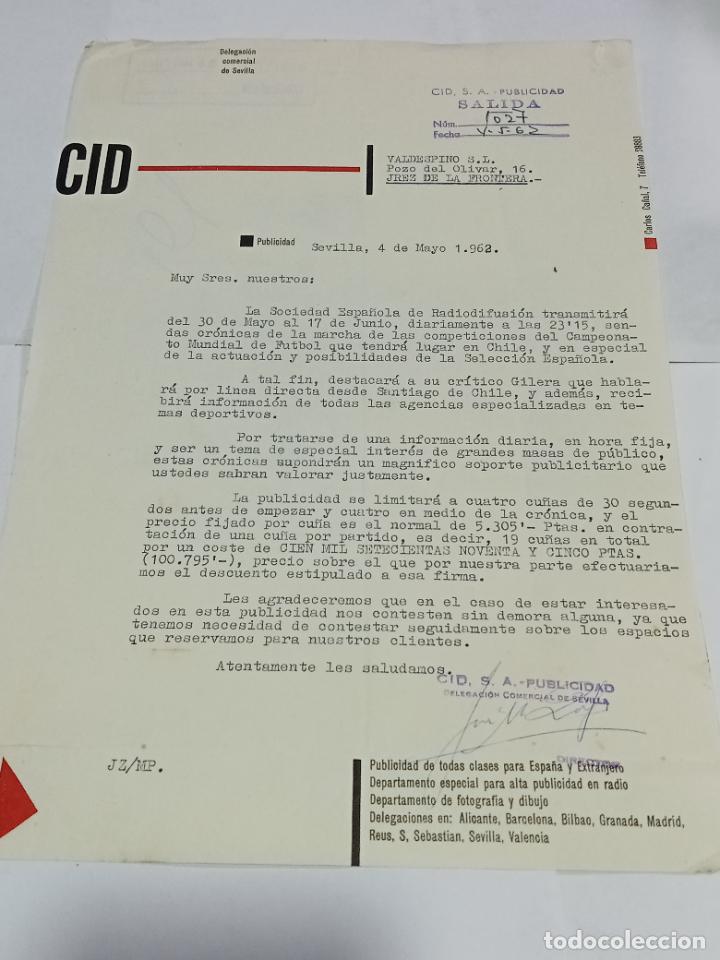 Delegación
comercial
de Sevilla
CID, S. A. - PUBLICIDAD
SALIDA
Núm. 1027
Fecha 4-5-62
CID
VALDESPINO S.L.
Pozo del Olivar, 16.
JREZ DE LA FRONTERA.-
Carlos Cañal, 7 Teléfono 28883
Publicidad
Sevilla, 4 de Mayo 1.962.
Muy Sres. nuestros:
La Sociedad Española de Radiodifusión transmitirá
del 30 de Mayo al 17 de Junio, diariamente a las 23'15, sen-
das crónicas de la marcha de las competiciones del Campeona-
to Mundial de Futbol que tendrá lugar en Chile, y en especial
de la actuación y posibilidades de la Selección Española.
A tal fin, destacará a su crítico Gilera que habla-
rá por linea directa desde Santiago de Chile, y además, reci-
birá información de todas las agencias especializadas en te-
mas deportivos.
Por tratarse de una información diaria, en hora fija,
y ser un tema de especial interés de grandes masas de público,
estas crónicas supondrán un magnífico soporte publicitario que
ustedes sabran valorar justamente.
La publicidad se limitará a cuatro cuñas de 30 segun-
dos antes de empezar y cuatro en medio de la crónica, y el
precio fijado por cuña es el normal de 5.305'- Ptas. en contra-
tación de una cuña por partido, es decir, 19 cuñas en total
por un coste de CIEN MIL SETECIENTAS NOVENTA Y CINCO PTAS.
(100.795'-), precio sobre el que por nuestra parte efectuaria-
mos el descuento estipulado a esa firma.
Les agradeceremos que en el caso de estar interesa-
dos en esta publicidad nos contesten sin demora alguna, ya que
tenemos necesidad de contestar seguidamente sobre los espacios
que reservamos para nuestros clientes.
Atentamente les saludamos.
CID, S. A. - PUBLICIDAD
DELEGACIÓN COMERCIAL DE SEVILLA
DIRECTOR
JZ/MP.
Publicidad de todas clases para España y Extranjero
Departamento especial para alta publicidad en radio
Departamento de fotografía y dibujo
Delegaciones en: Alicante, Barcelona, Bilbao, Granada, Madrid,
Reus, S, Sebastian, Sevilla, Valencia
todocoleccion